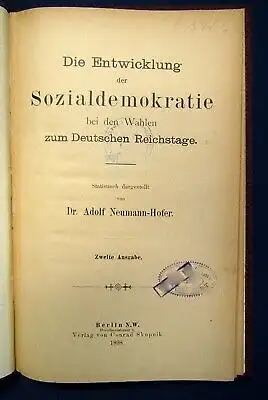 Die Entwicklung
der
Sozialdemokratie
bei den Wahlen
zum Deutschen Reichstage.
Statistisch dargestellt
von
Dr. Adolf Neumann-Hofer.
Zweite Ausgabe.
Berlin N.W.
Verlag von Conrad Skopnik
1898.